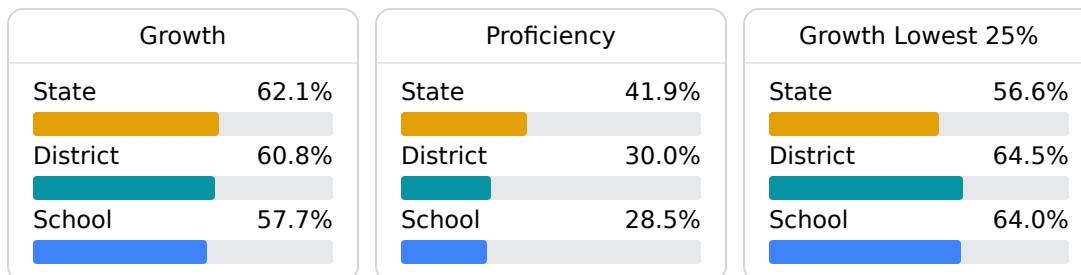 Growth
State 62.1%
District 60.8%
School 57.7%
Proficiency
State 41.9%
District 30.0%
School 28.5%
Growth Lowest 25%
State 56.6%
District 64.5%
School 64.0%